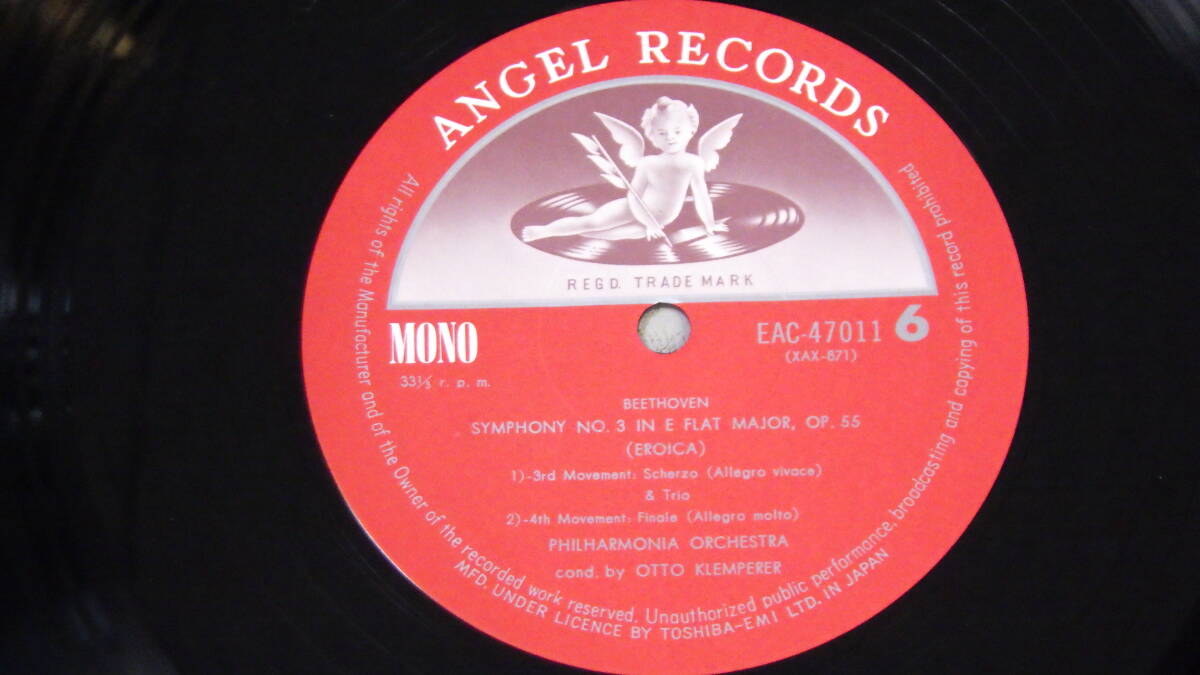 ANGEL RECORDS
REGD. TRADE MARK
MONO
33⅓ r. p. m.
EAC-47011 6
(XAX-871)
BEETHOVEN
SYMPHONY NO. 3 IN E FLAT MAJOR, OP. 55
(EROICA)
1)-3rd Movement: Scherzo (Allegro vivace)
& Trio
2)-4th Movement: Finale (Allegro molto)
PHILHARMONIA ORCHESTRA
cond. by OTTO KLEMPERER
All rights of the Manufacturer and of the Owner of the recorded work reserved. Unauthorized public performance, broadcasting and copying of this record prohibited
MFD. UNDER LICENCE BY TOSHIBA-EMI LTD. IN JAPAN